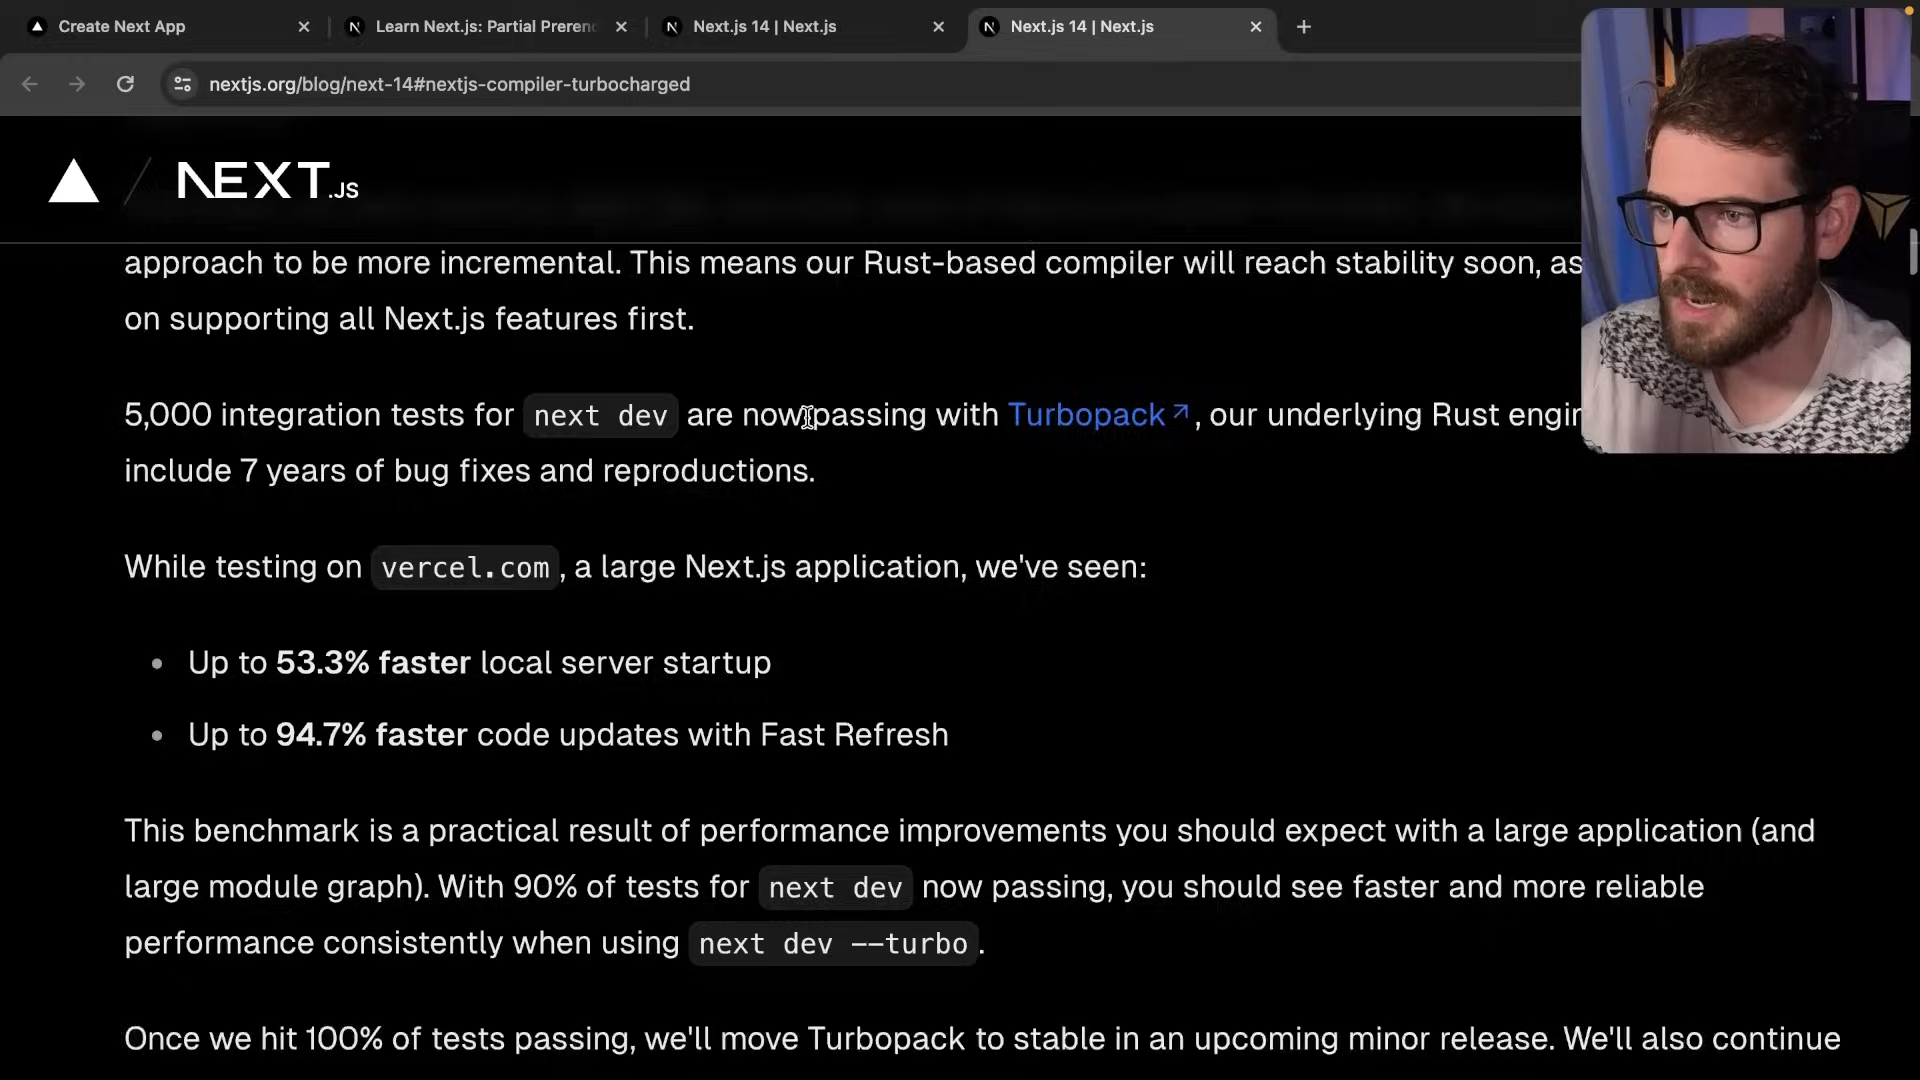 Create Next App
Learn Next.js: Partial Preren
Next.js 14 | Next.js
Next.js 14 | Next.js
nextjs.org/blog/next-14#nextjs-compiler-turbocharged
NEXT.JS
approach to be more incremental. This means our Rust-based compiler will reach stability soon, as
on supporting all Next.js features first.
5,000 integration tests for next dev are now passing with Turbopack↗, our underlying Rust engin
include 7 years of bug fixes and reproductions.
While testing on vercel.com, a large Next.js application, we've seen:
• Up to 53.3% faster local server startup
• Up to 94.7% faster code updates with Fast Refresh
This benchmark is a practical result of performance improvements you should expect with a large application (and
large module graph). With 90% of tests for next dev now passing, you should see faster and more reliable
performance consistently when using next dev --turbo.
Once we hit 100% of tests passing, we'll move Turbopack to stable in an upcoming minor release. We'll also continue